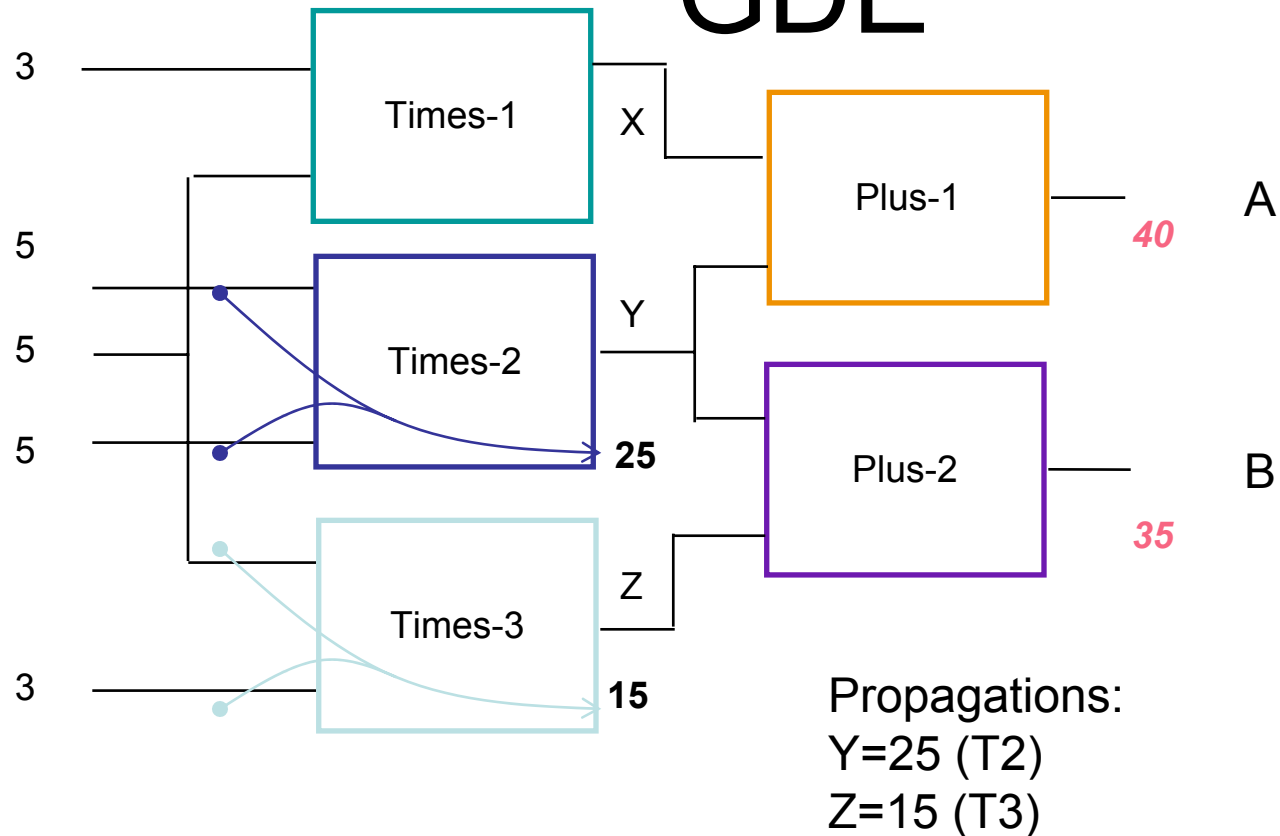 GDE
3
Times-1
X
Plus-1
A
40
5
Y
5
Times-2
5
25
Plus-2
B
35
Z
Times-3
3
15
Propagations:
Y=25 (T2)
Z=15 (T3)